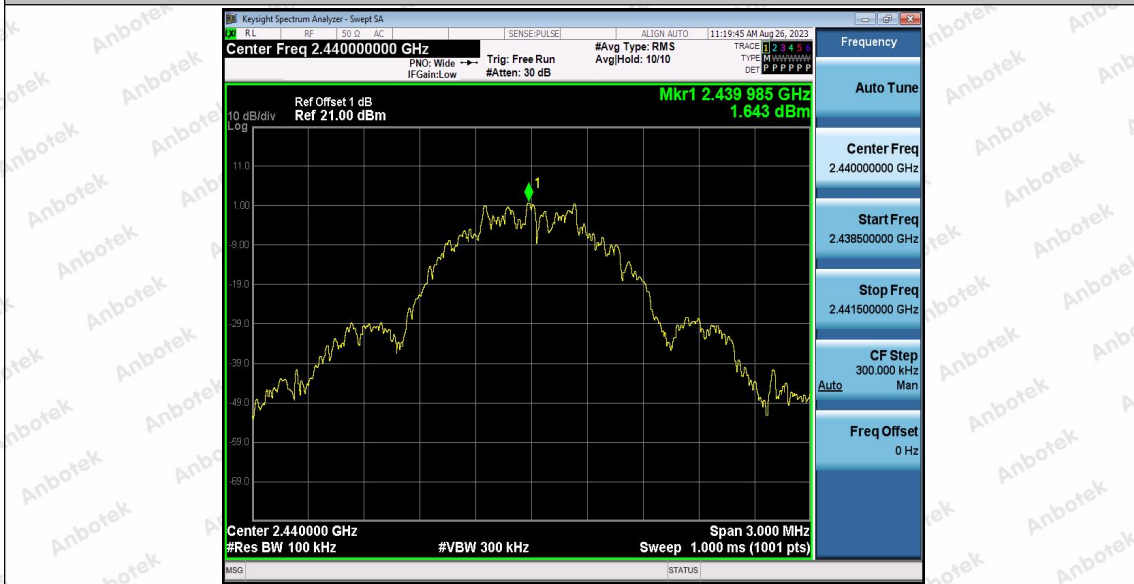 Keysight Spectrum Analyzer - Swept SA
LXI RL RF 50 Ω AC SENSE:PULSE ALIGN AUTO 11:19:45 AM Aug 26, 2023
Center Freq 2.440000000 GHz
PNO: Wide
IFGain:Low
Trig: Free Run
#Atten: 30 dB
#Avg Type: RMS
Avg|Hold: 10/10
TRACE 1 2 3 4 5 6
TYPE M W W W W W
DET P P P P P P
Mkr1 2.439 985 GHz
1.643 dBm
Ref Offset 1 dB
10 dB/div Ref 21.00 dBm
Log
11.0
1.00
-9.00
-19.0
-29.0
-39.0
-49.0
-59.0
-69.0
1
Center 2.440000 GHz Span 3.000 MHz
#Res BW 100 kHz #VBW 300 kHz Sweep 1.000 ms (1001 pts)
MSG STATUS
Frequency
Auto Tune
Center Freq
2.440000000 GHz
Start Freq
2.438500000 GHz
Stop Freq
2.441500000 GHz
CF Step
300.000 kHz
Auto Man
Freq Offset
0 Hz
Anbotek